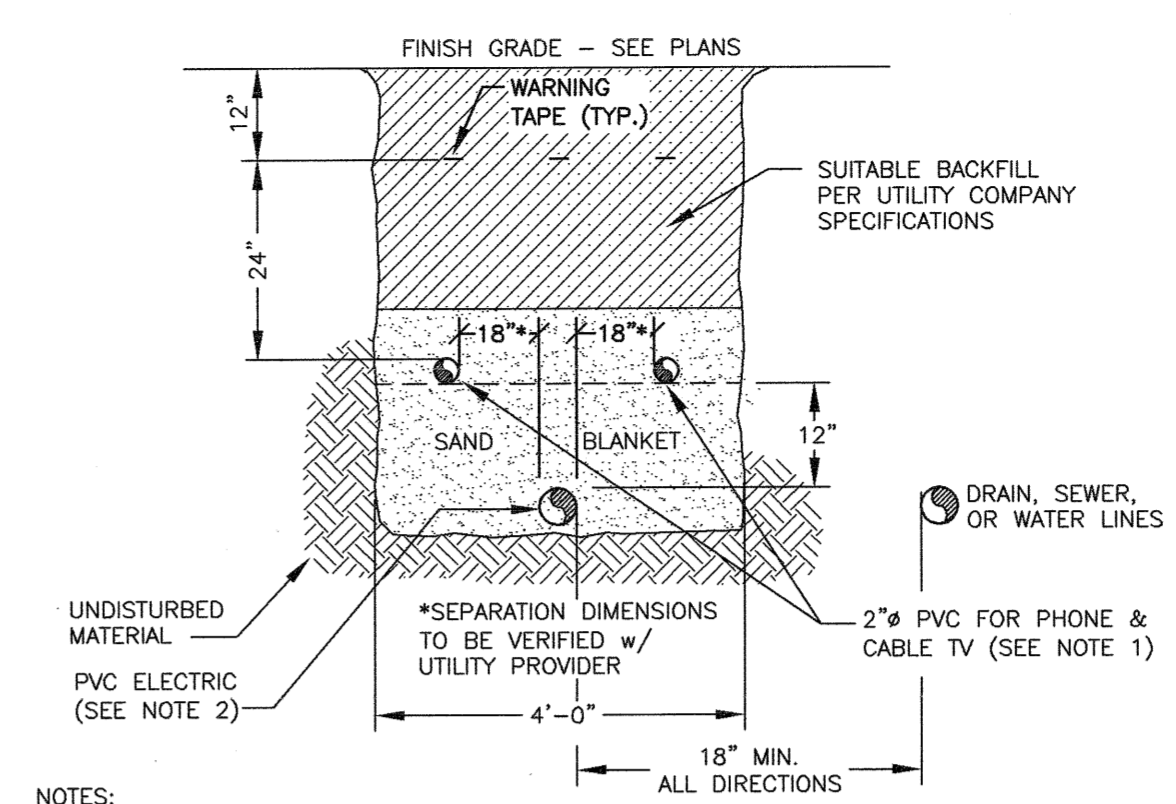 FINISH GRADE – SEE PLANS
12"
WARNING
TAPE (TYP.)
SUITABLE BACKFILL
PER UTILITY COMPANY
SPECIFICATIONS
24"
18"*
18"*
SAND
BLANKET
12"
DRAIN, SEWER,
OR WATER LINES
UNDISTURBED
MATERIAL
*SEPARATION DIMENSIONS
TO BE VERIFIED w/
UTILITY PROVIDER
2"ø PVC FOR PHONE &
CABLE TV (SEE NOTE 1)
PVC ELECTRIC
(SEE NOTE 2)
4'-0"
18" MIN.
ALL DIRECTIONS
NOTES: